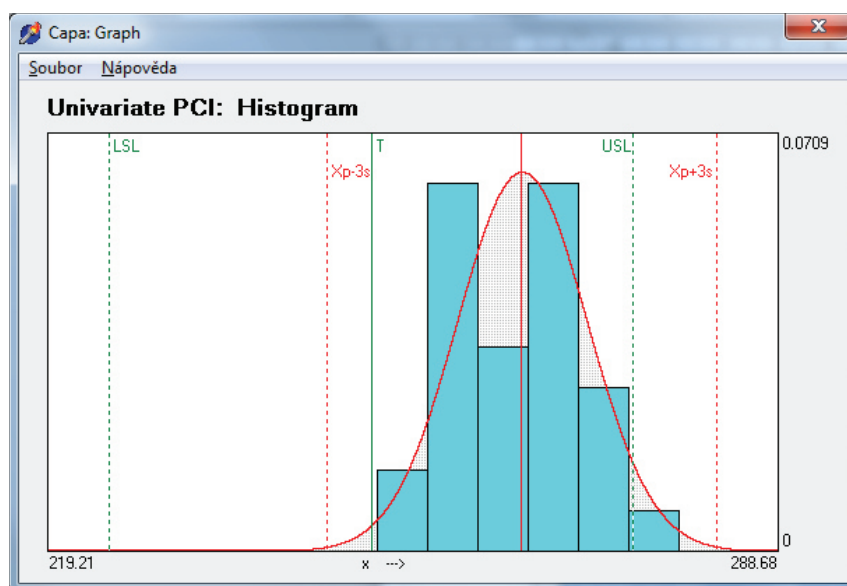 Capa: Graph
Soubor Nápověda
Univariate PCI: Histogram
LSL T USL 0.0709
Xp-3s Xp+3s
0
219.21 x ---> 288.68